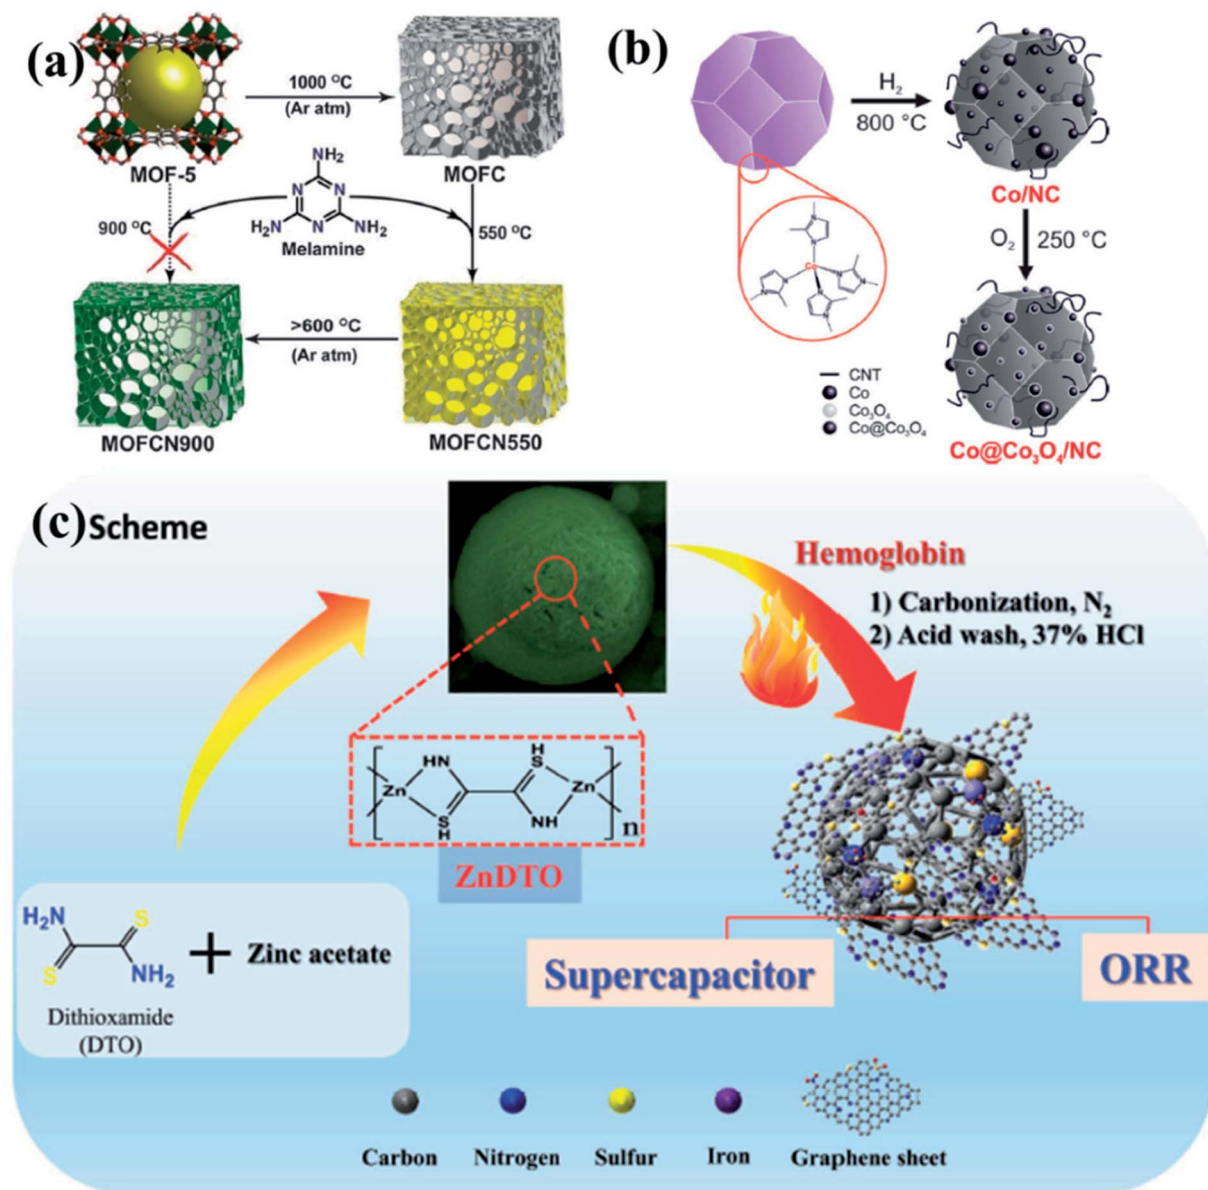 (a)
1000 °C
(Ar atm)
MOF-5
MOFC
NH2
N
N
N
H2N
NH2
Melamine
900 °C
550 °C
>600 °C
(Ar atm)
MOFCN900
MOFCN550
(b)
H2
800 °C
Co/NC
O2 250 °C
N
N
N
N
Co
N
N
N
N
CNT
Co
Co3O4
Co@Co3O4
Co@Co3O4/NC
(c) Scheme
Hemoglobin
1) Carbonization, N2
2) Acid wash, 37% HCl
HN
H
S
Zn
Zn
S
H
NH
n
ZnDTO
H2N
S
S
NH2
+ Zinc acetate
Dithioxamide
(DTO)
Supercapacitor
ORR
Carbon
Nitrogen
Sulfur
Iron
Graphene sheet